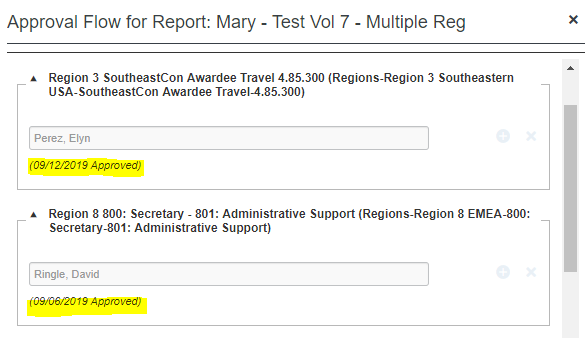 Approval Flow for Report: Mary - Test Vol 7 - Multiple Reg
Region 3 SoutheastCon Awardee Travel 4.85.300 (Regions-Region 3 Southeastern
USA-SoutheastCon Awardee Travel-4.85.300)
Perez, Elyn
(09/12/2019 Approved)
Region 8 800: Secretary - 801: Administrative Support (Regions-Region 8 EMEA-800:
Secretary-801: Administrative Support)
Ringle, David
(09/06/2019 Approved)